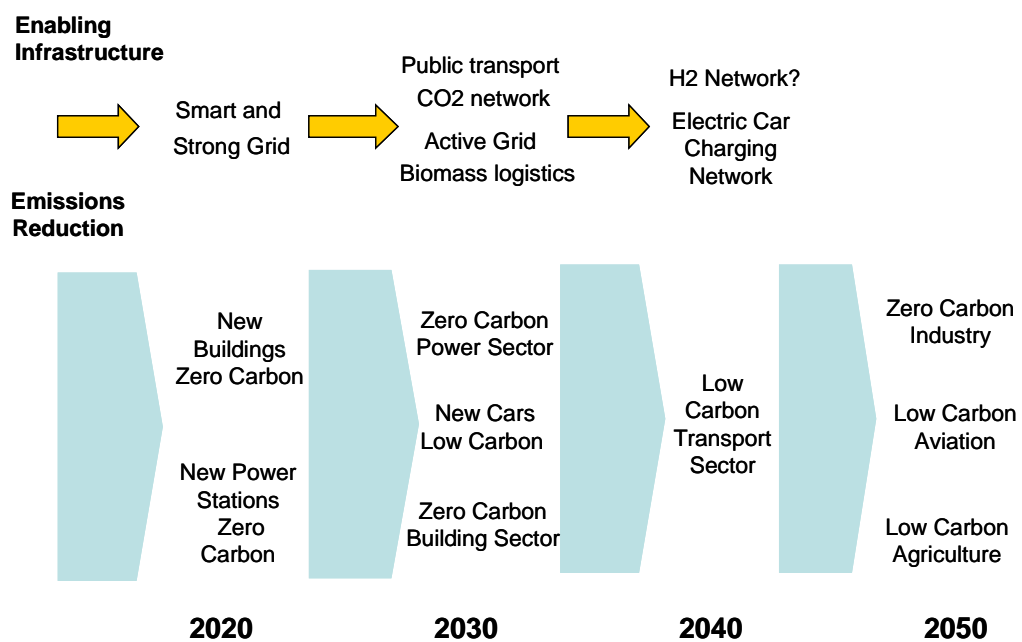 Enabling
Infrastructure
Smart and
Strong Grid
Public transport
CO2 network
Active Grid
Biomass logistics
H2 Network?
Electric Car
Charging
Network
Emissions
Reduction
New
Buildings
Zero Carbon
New Power
Stations
Zero
Carbon
Zero Carbon
Power Sector
New Cars
Low Carbon
Zero Carbon
Building Sector
Low
Carbon
Transport
Sector
Zero Carbon
Industry
Low Carbon
Aviation
Low Carbon
Agriculture
2020
2030
2040
2050